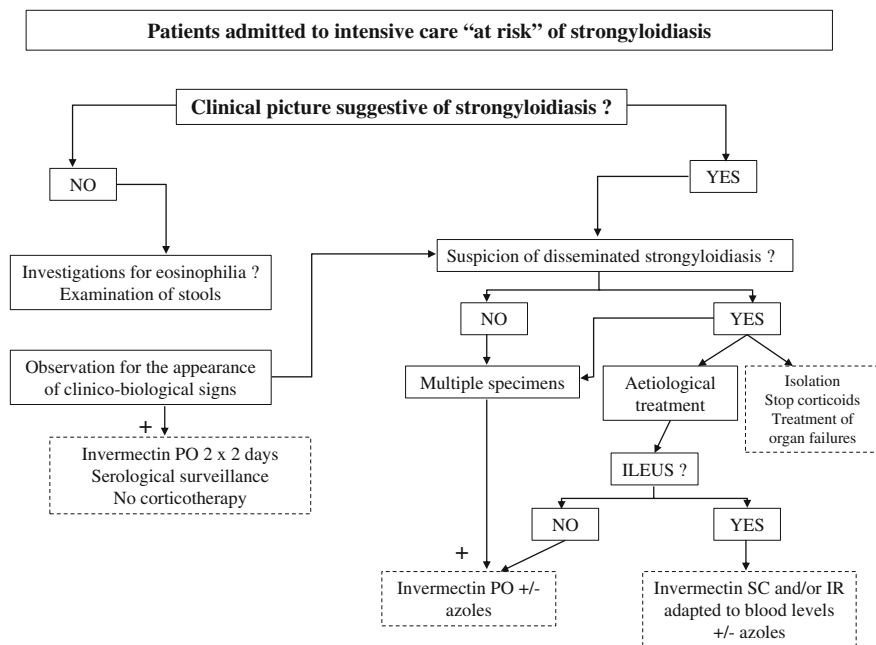 Patients admitted to intensive care “at risk” of strongyloidiasis
Clinical picture suggestive of strongyloidiasis ?
NO
YES
Investigations for eosinophilia ?
Examination of stools
Suspicion of disseminated strongyloidiasis ?
NO
YES
Observation for the appearance
of clinico-biological signs
Multiple specimens
Aetiological
treatment
Isolation
Stop corticoids
Treatment of
organ failures
+
Invermectin PO 2 x 2 days
Serological surveillance
No corticotherapy
ILEUS ?
NO
YES
+
Invermectin PO +/-
azoles
Invermectin SC and/or IR
adapted to blood levels
+/- azoles